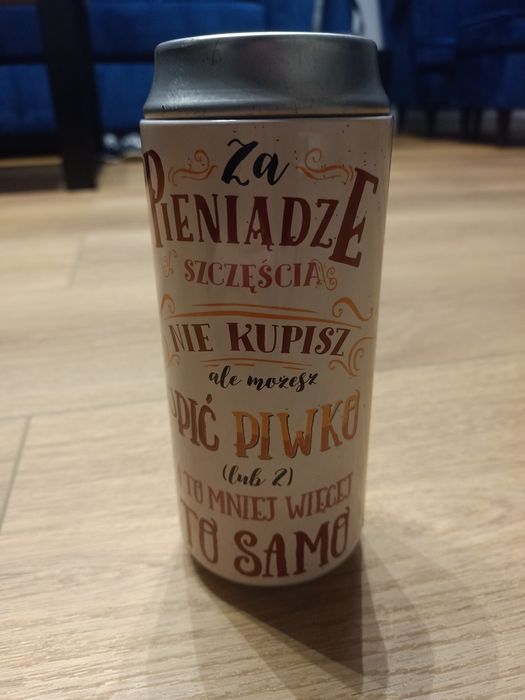 Za
PIENIĄDZE
SZCZĘŚCIA
NIE KUPISZ
ale możesz
PIĆ PIWKO
(lub 2)
TO MNIEJ WIĘCEJ
TO SAMO